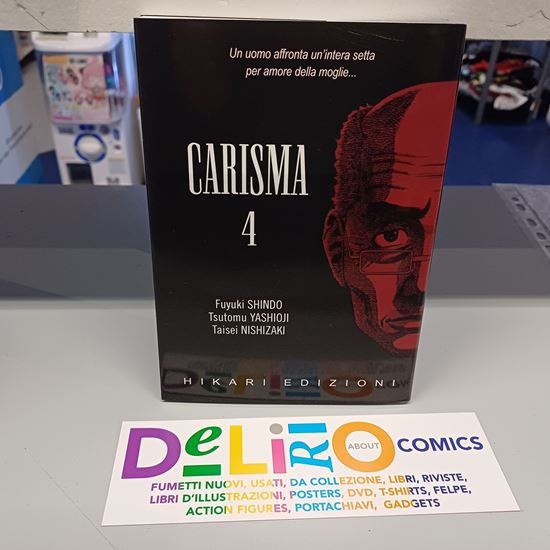 Un uomo affronta un'intera setta
per amore della moglie...
CARISMA
4
Fuyuki SHINDO
Tsutomu YASHIOJI
Taisei NISHIZAKI
HIKARI EDIZIONI
DeLiRiO ABOUT COMICS
FUMETTI NUOVI, USATI, DA COLLEZIONE, LIBRI, RIVISTE,
LIBRI D'ILLUSTRAZIONI, POSTERS, DVD, T-SHIRTS, FELPE,
ACTION FIGURES, PORTACHIAVI, GADGETS